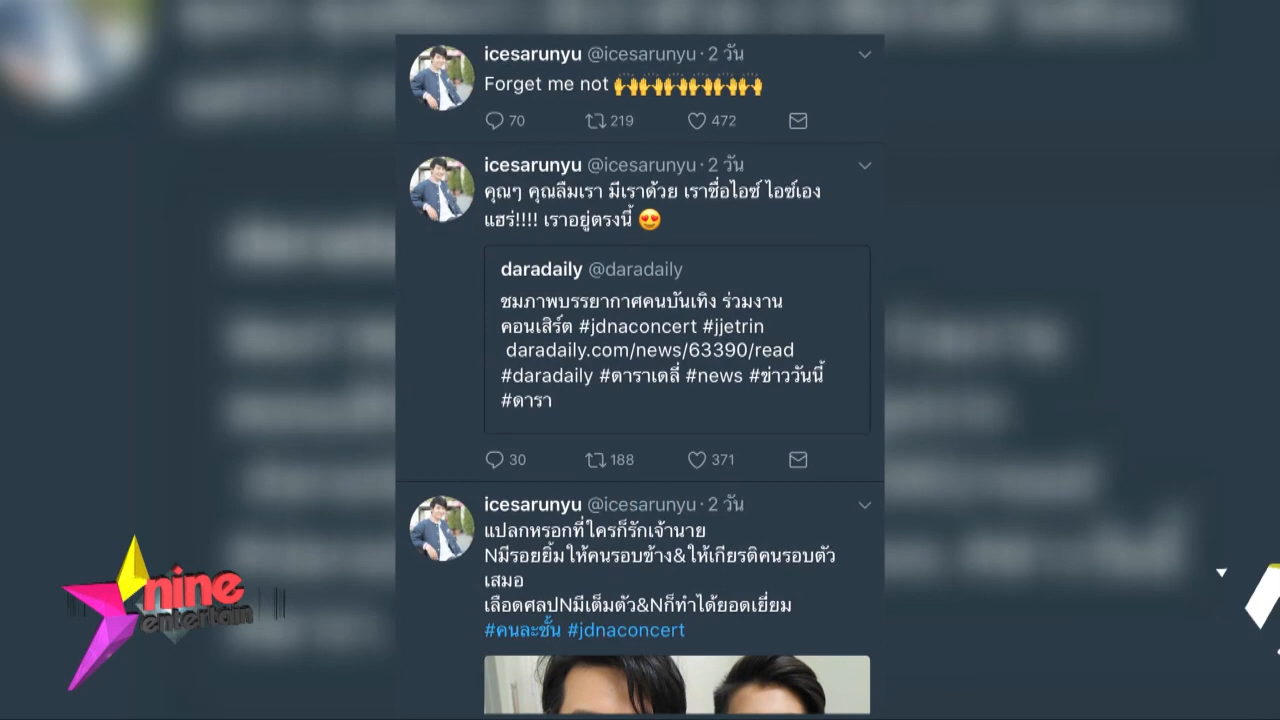 icesarunyu @icesarunyu · 2 วัน
Forget me not 🙌🙌🙌🙌🙌🙌
70 219 472
icesarunyu @icesarunyu · 2 วัน
คุณๆ คุณลืมเรา มีเราด้วย เราชื่อไอซ์ ไอซ์เอง
แฮร่!!!! เราอยู่ตรงนี้ 😍
daradaily @daradaily
ชมภาพบรรยากาศคนบันเทิง ร่วมงาน
คอนเสิร์ต #jdnaconcert #jjetrin
daradaily.com/news/63390/read
#daradaily #ดาราเดลี่ #news #ข่าววันนี้
#ดารา
30 188 371
icesarunyu @icesarunyu · 2 วัน
แปลกหรอกที่ใครก็รักเจ้านาย
Nมีรอยยิ้มให้คนรอบข้าง&ให้เกียรติคนรอบตัว
เสมอ
เลือดศลปNมีเต็มตัว&Nก็ทำได้ยอดเยี่ยม
#คนละชั้น #jdnaconcert
nine
entertain